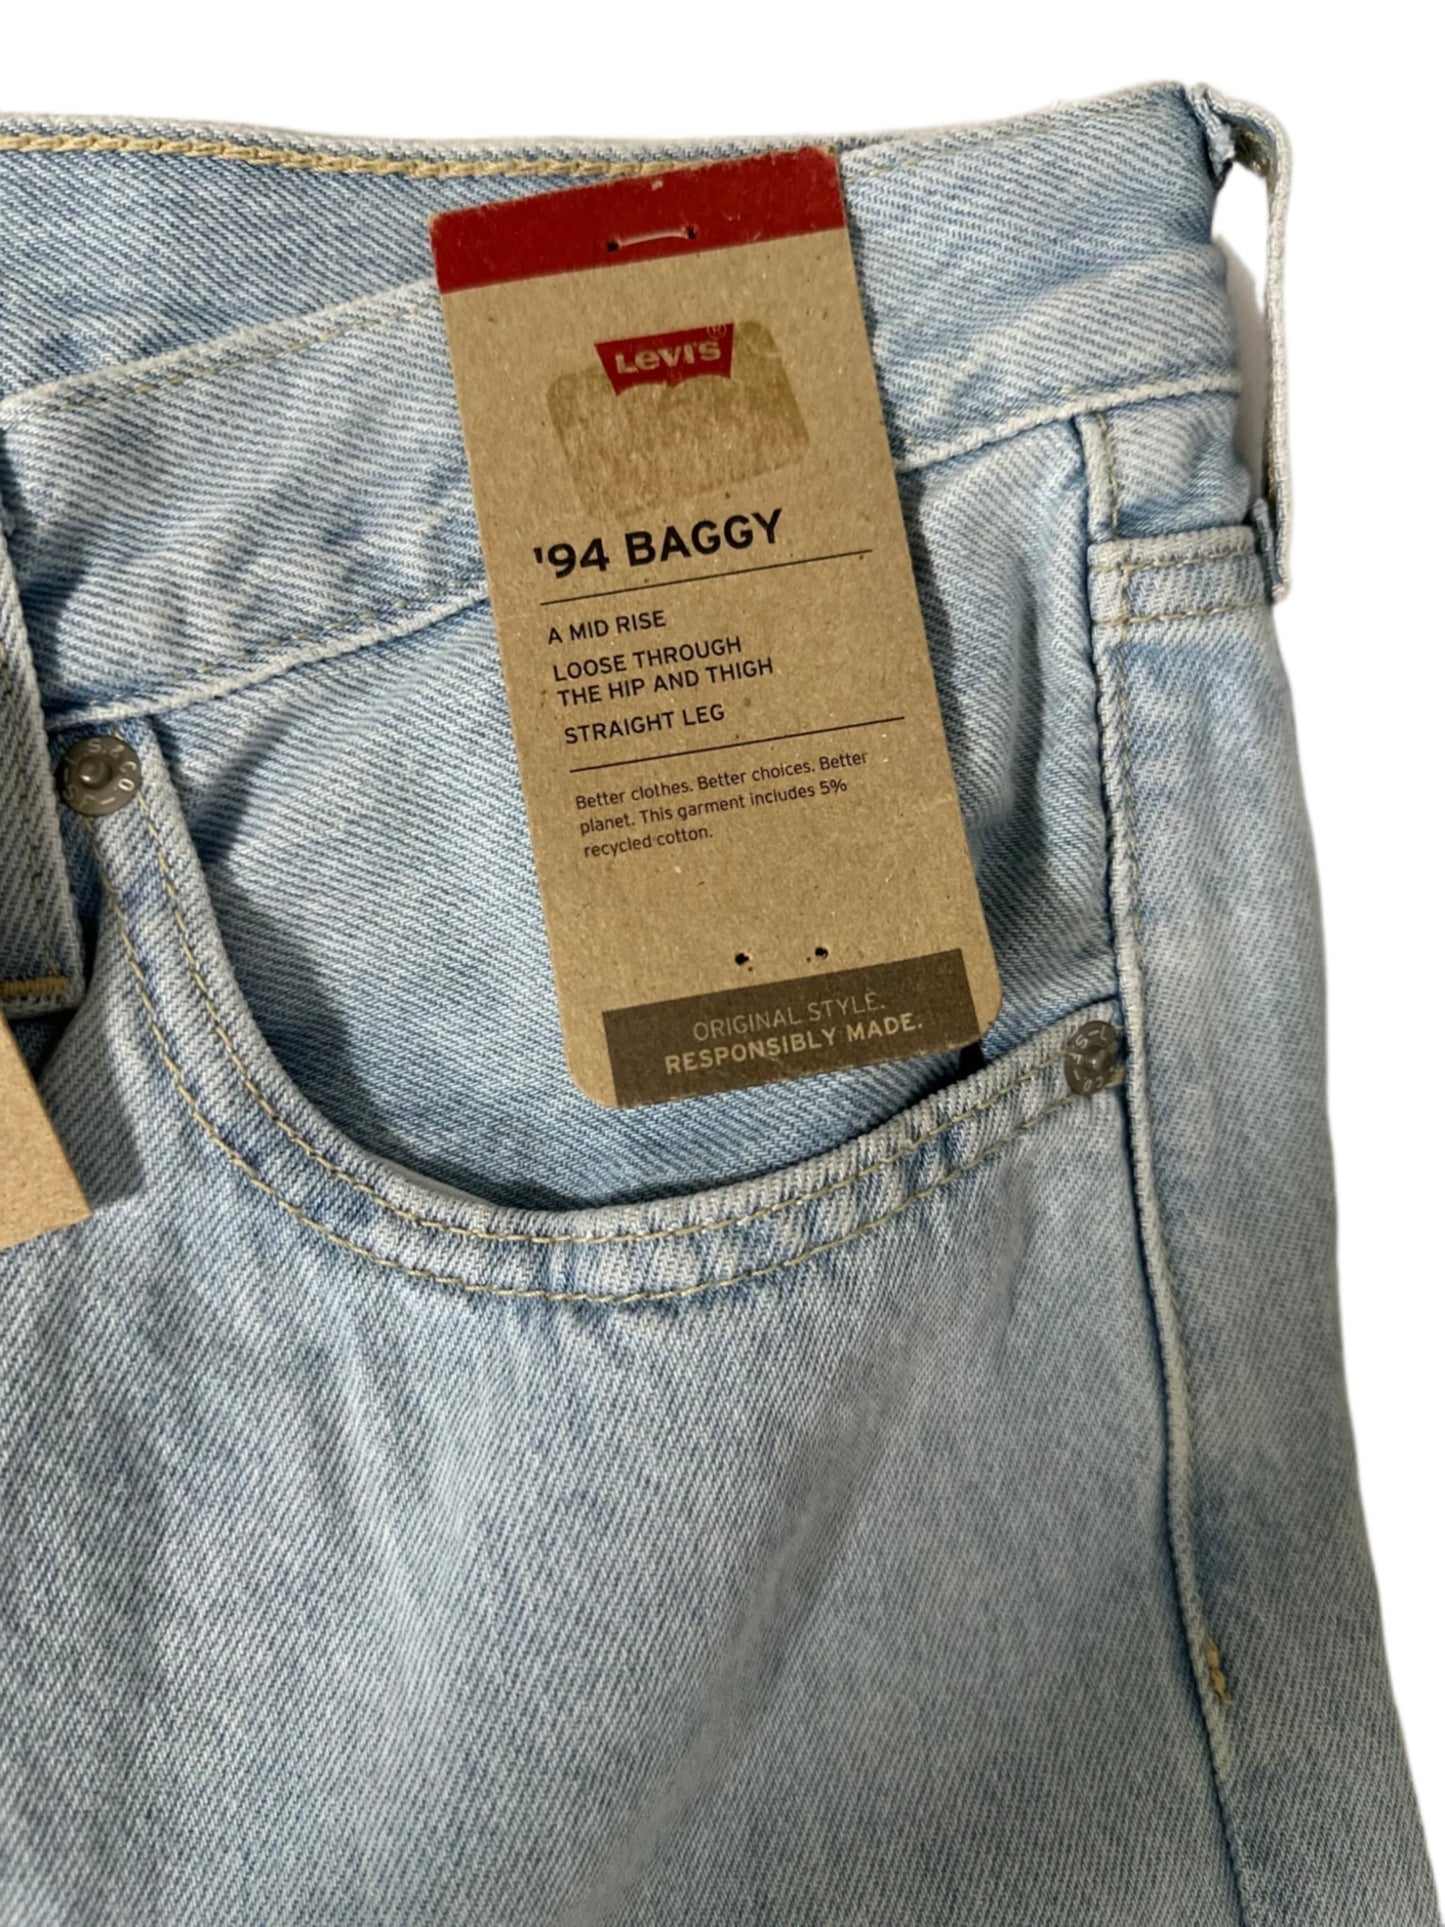 LEVI'S ®
'94 BAGGY
A MID RISE
LOOSE THROUGH
THE HIP AND THIGH
STRAIGHT LEG
Better clothes. Better choices. Better
planet. This garment includes 5%
recycled cotton.
ORIGINAL STYLE.
RESPONSIBLY MADE.